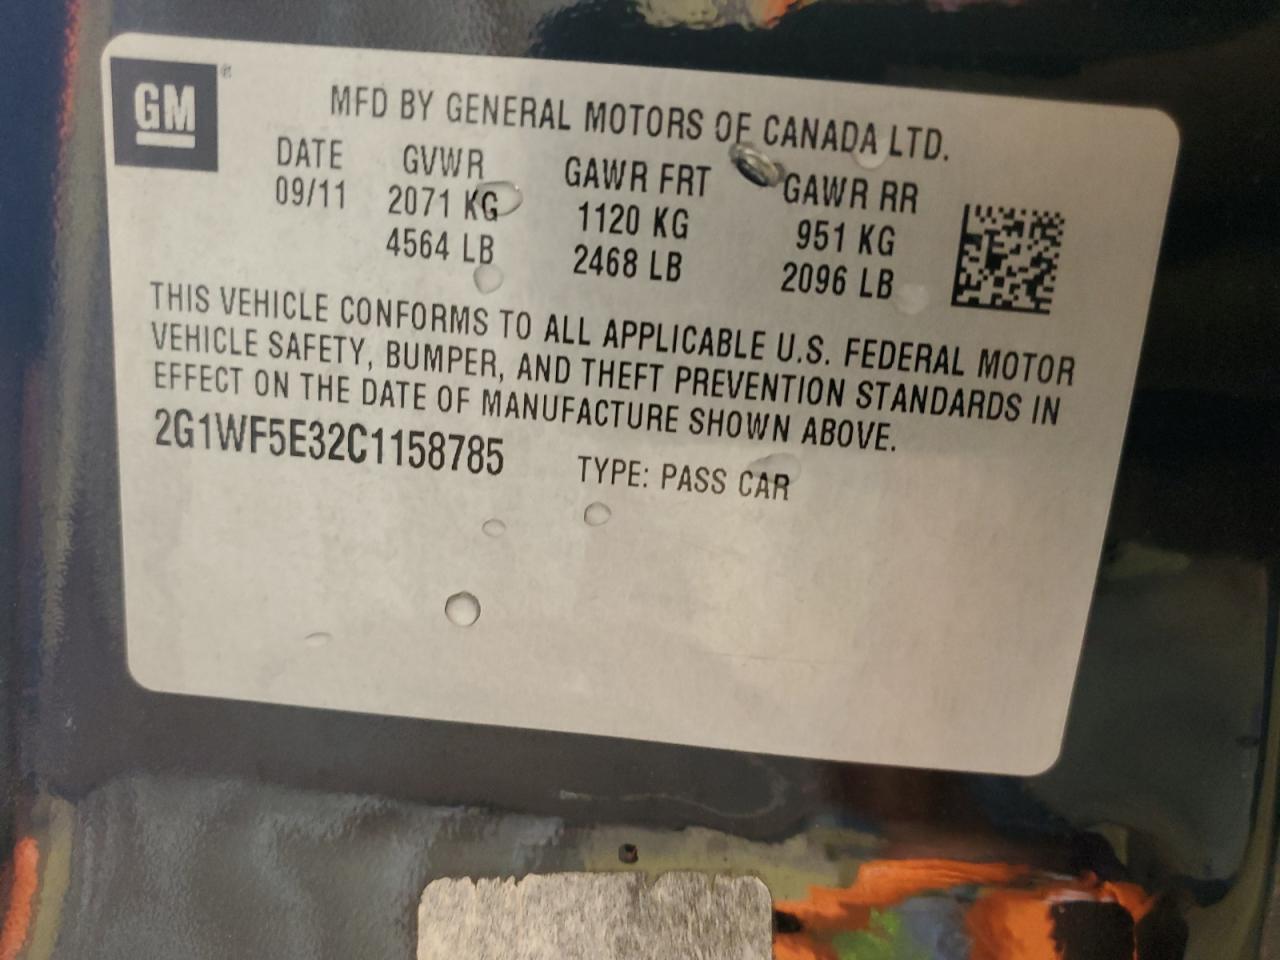 GM®
MFD BY GENERAL MOTORS OF CANADA LTD.
DATE GVWR GAWR FRT GAWR RR
09/11 2071 KG 1120 KG 951 KG
4564 LB 2468 LB 2096 LB
THIS VEHICLE CONFORMS TO ALL APPLICABLE U.S. FEDERAL MOTOR
VEHICLE SAFETY, BUMPER, AND THEFT PREVENTION STANDARDS IN
EFFECT ON THE DATE OF MANUFACTURE SHOWN ABOVE.
2G1WF5E32C1158785 TYPE: PASS CAR